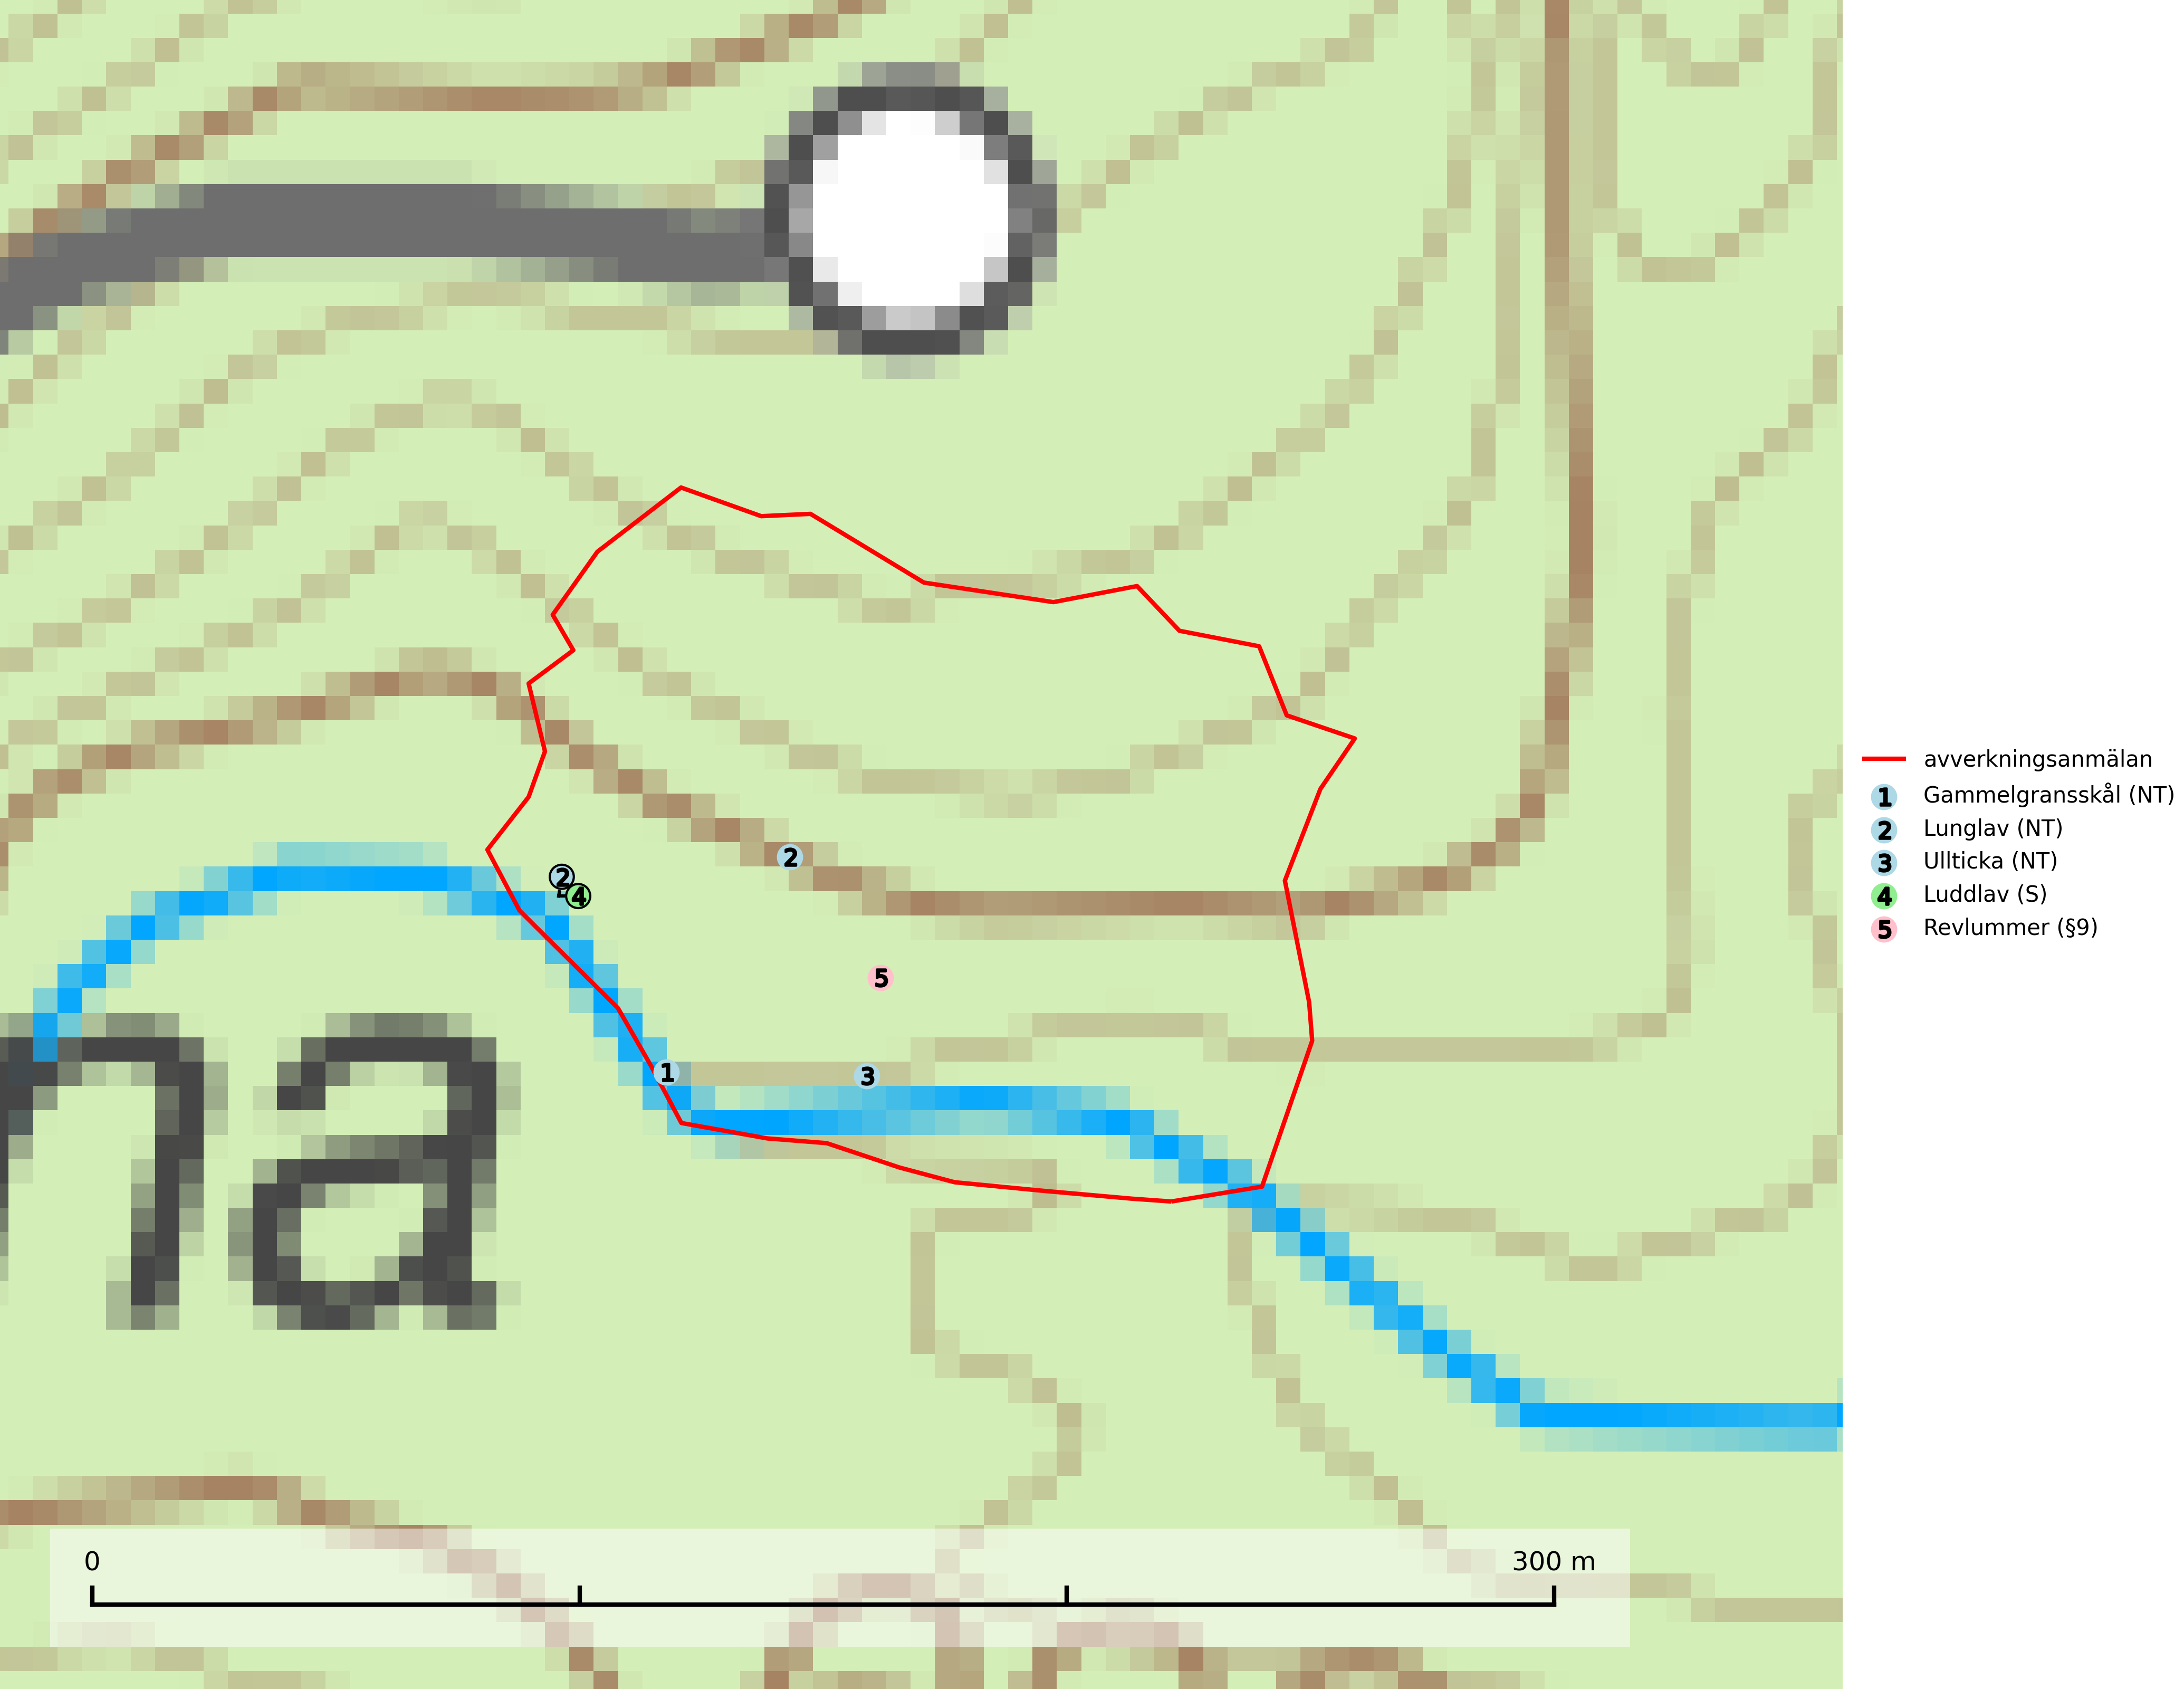 2
2
4
5
1
3
na
0 300 m
avverkningsanmälan
1 Gammelgransskål (NT)
2 Lunglav (NT)
3 Ullticka (NT)
4 Luddlav (S)
5 Revlummer (§9)